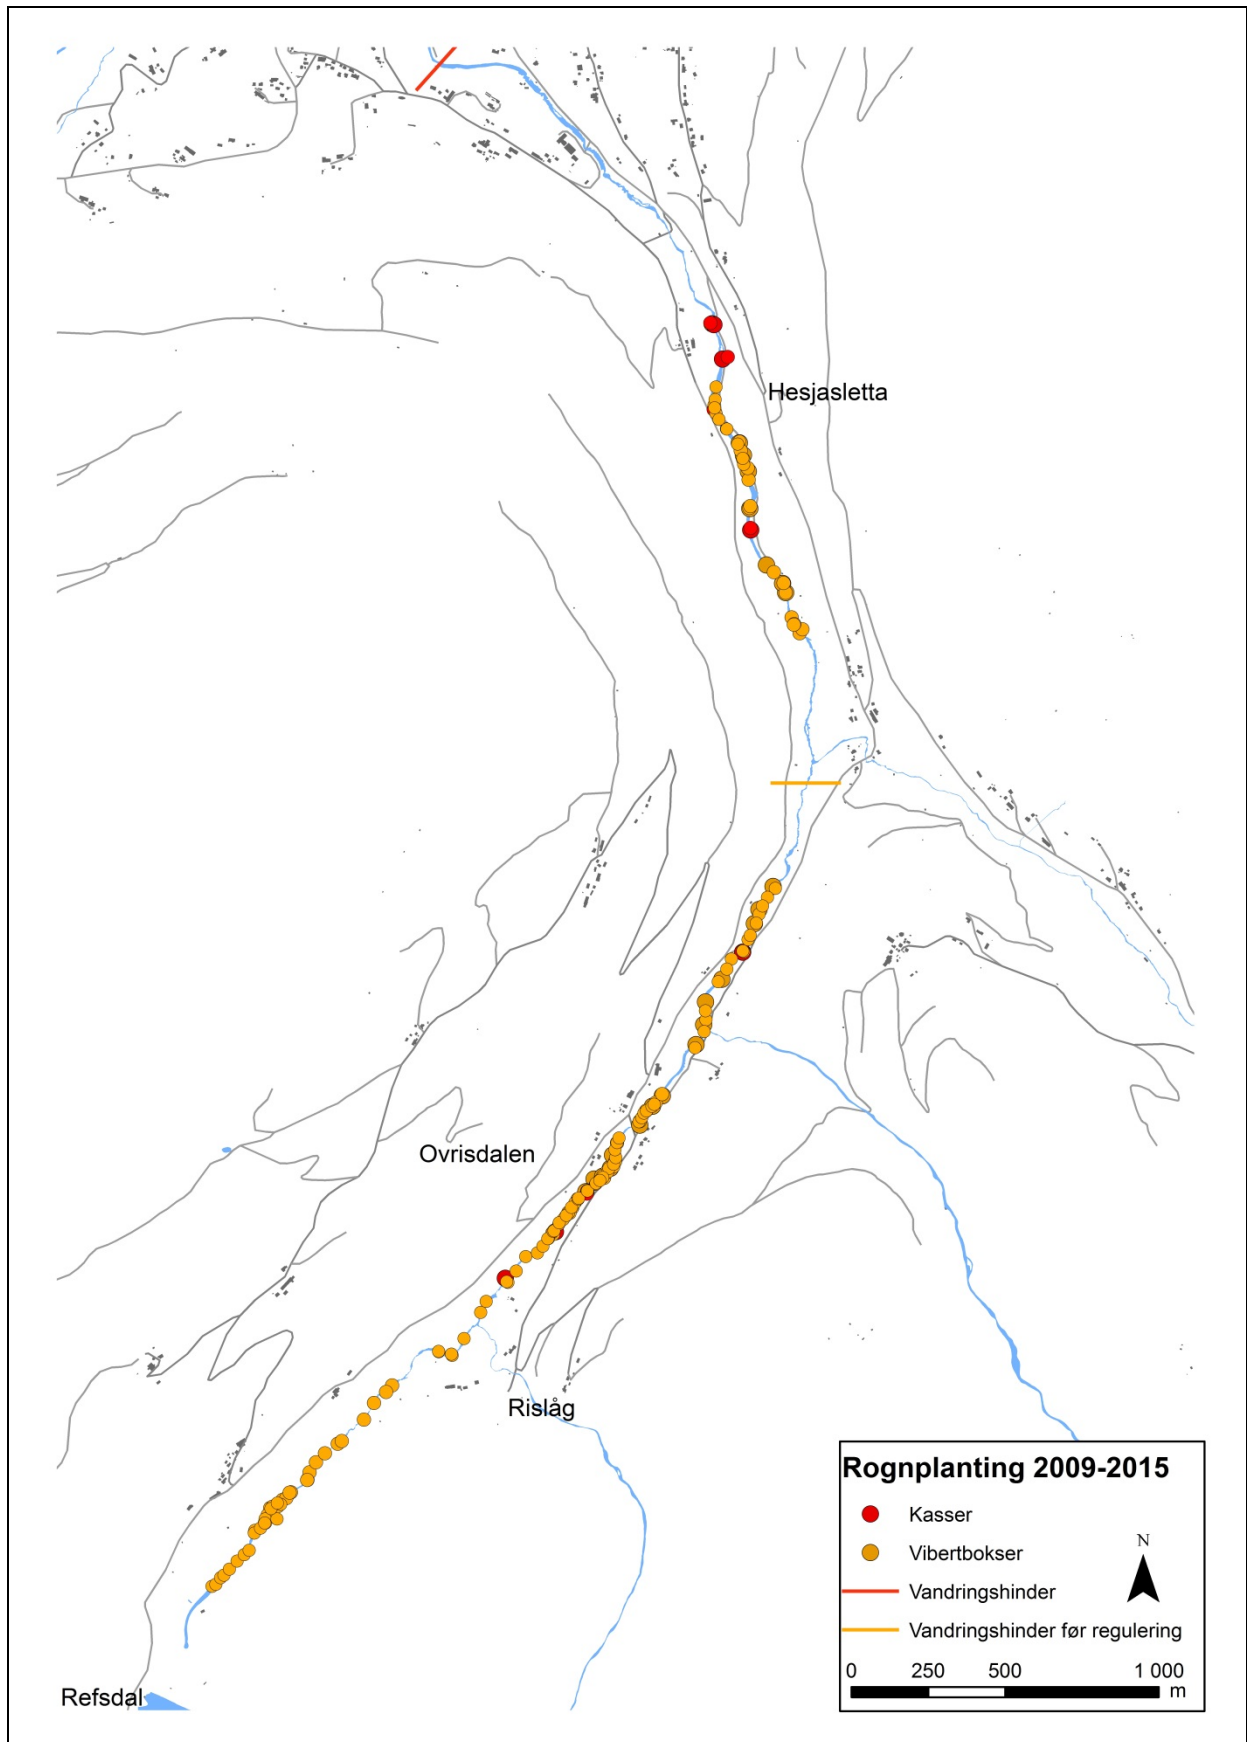 Hesjasletta
Ovrisdalen
Rislåg
Refsdal
Rognplanting 2009-2015
Kasser
Vibertbokser
N
Vandringshinder
Vandringshinder før regulering
0 250 500 1 000
m